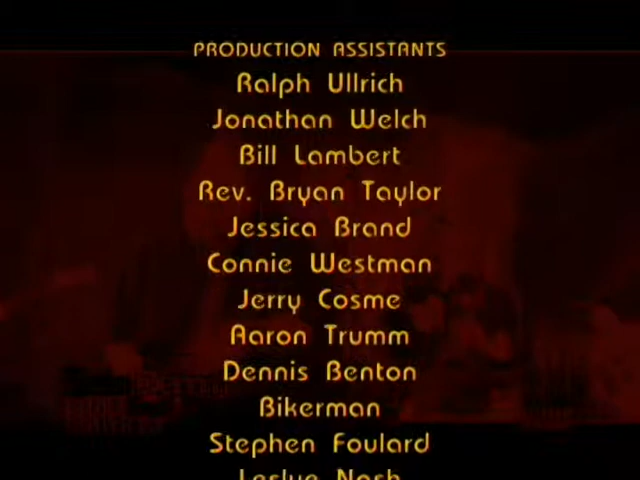 PRODUCTION ASSISTANTS
Ralph Ullrich
Jonathan Welch
Bill Lambert
Rev. Bryan Taylor
Jessica Brand
Connie Westman
Jerry Cosme
Aaron Trumm
Dennis Benton
Bikerman
Stephen Foulard